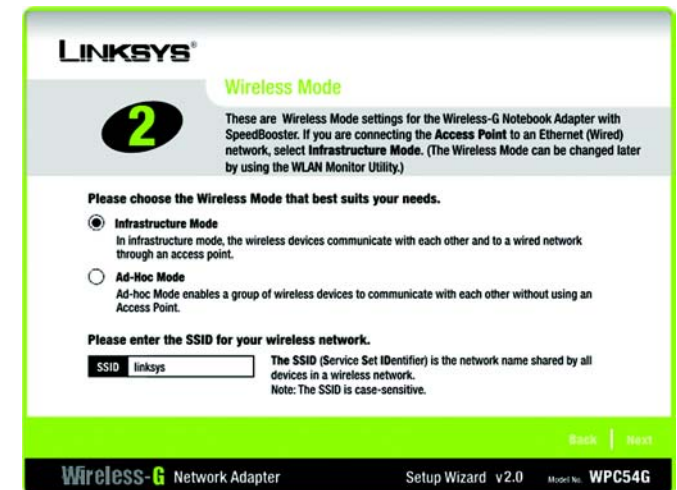 LINKSYS®
Wireless Mode
2
These are Wireless Mode settings for the Wireless-G Notebook Adapter with
SpeedBooster. If you are connecting the Access Point to an Ethernet (Wired)
network, select Infrastructure Mode. (The Wireless Mode can be changed later
by using the WLAN Monitor Utility.)
Please choose the Wireless Mode that best suits your needs.
Infrastructure Mode
In infrastructure mode, the wireless devices communicate with each other and to a wired network
through an access point.
Ad-Hoc Mode
Ad-hoc Mode enables a group of wireless devices to communicate with each other without using an
Access Point.
Please enter the SSID for your wireless network.
SSID linksys
The SSID (Service Set IDentifier) is the network name shared by all
devices in a wireless network.
Note: The SSID is case-sensitive.
Back | Next
Wireless-G Network Adapter
Setup Wizard v2.0
Model No. WPC54G